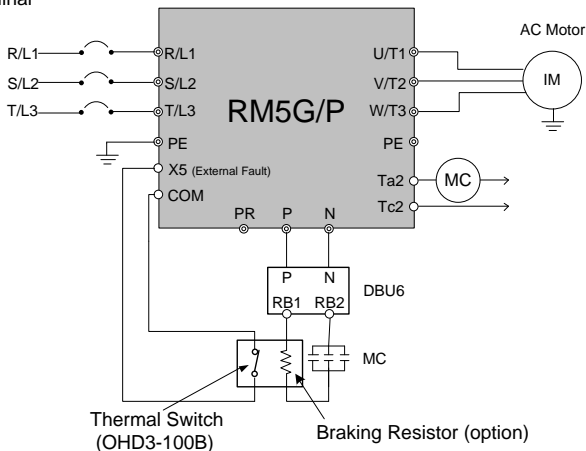 AC Motor
R/L1 R/L1 U/T1
S/L2 S/L2 V/T2 IM
T/L3 T/L3 RM5G/P W/T3
PE PE
X5 (External Fault) Ta2 MC
COM Tc2
PR P N
P N
DBU6
RB1 RB2
MC
Thermal Switch
(OHD3-100B)
Braking Resistor (option)